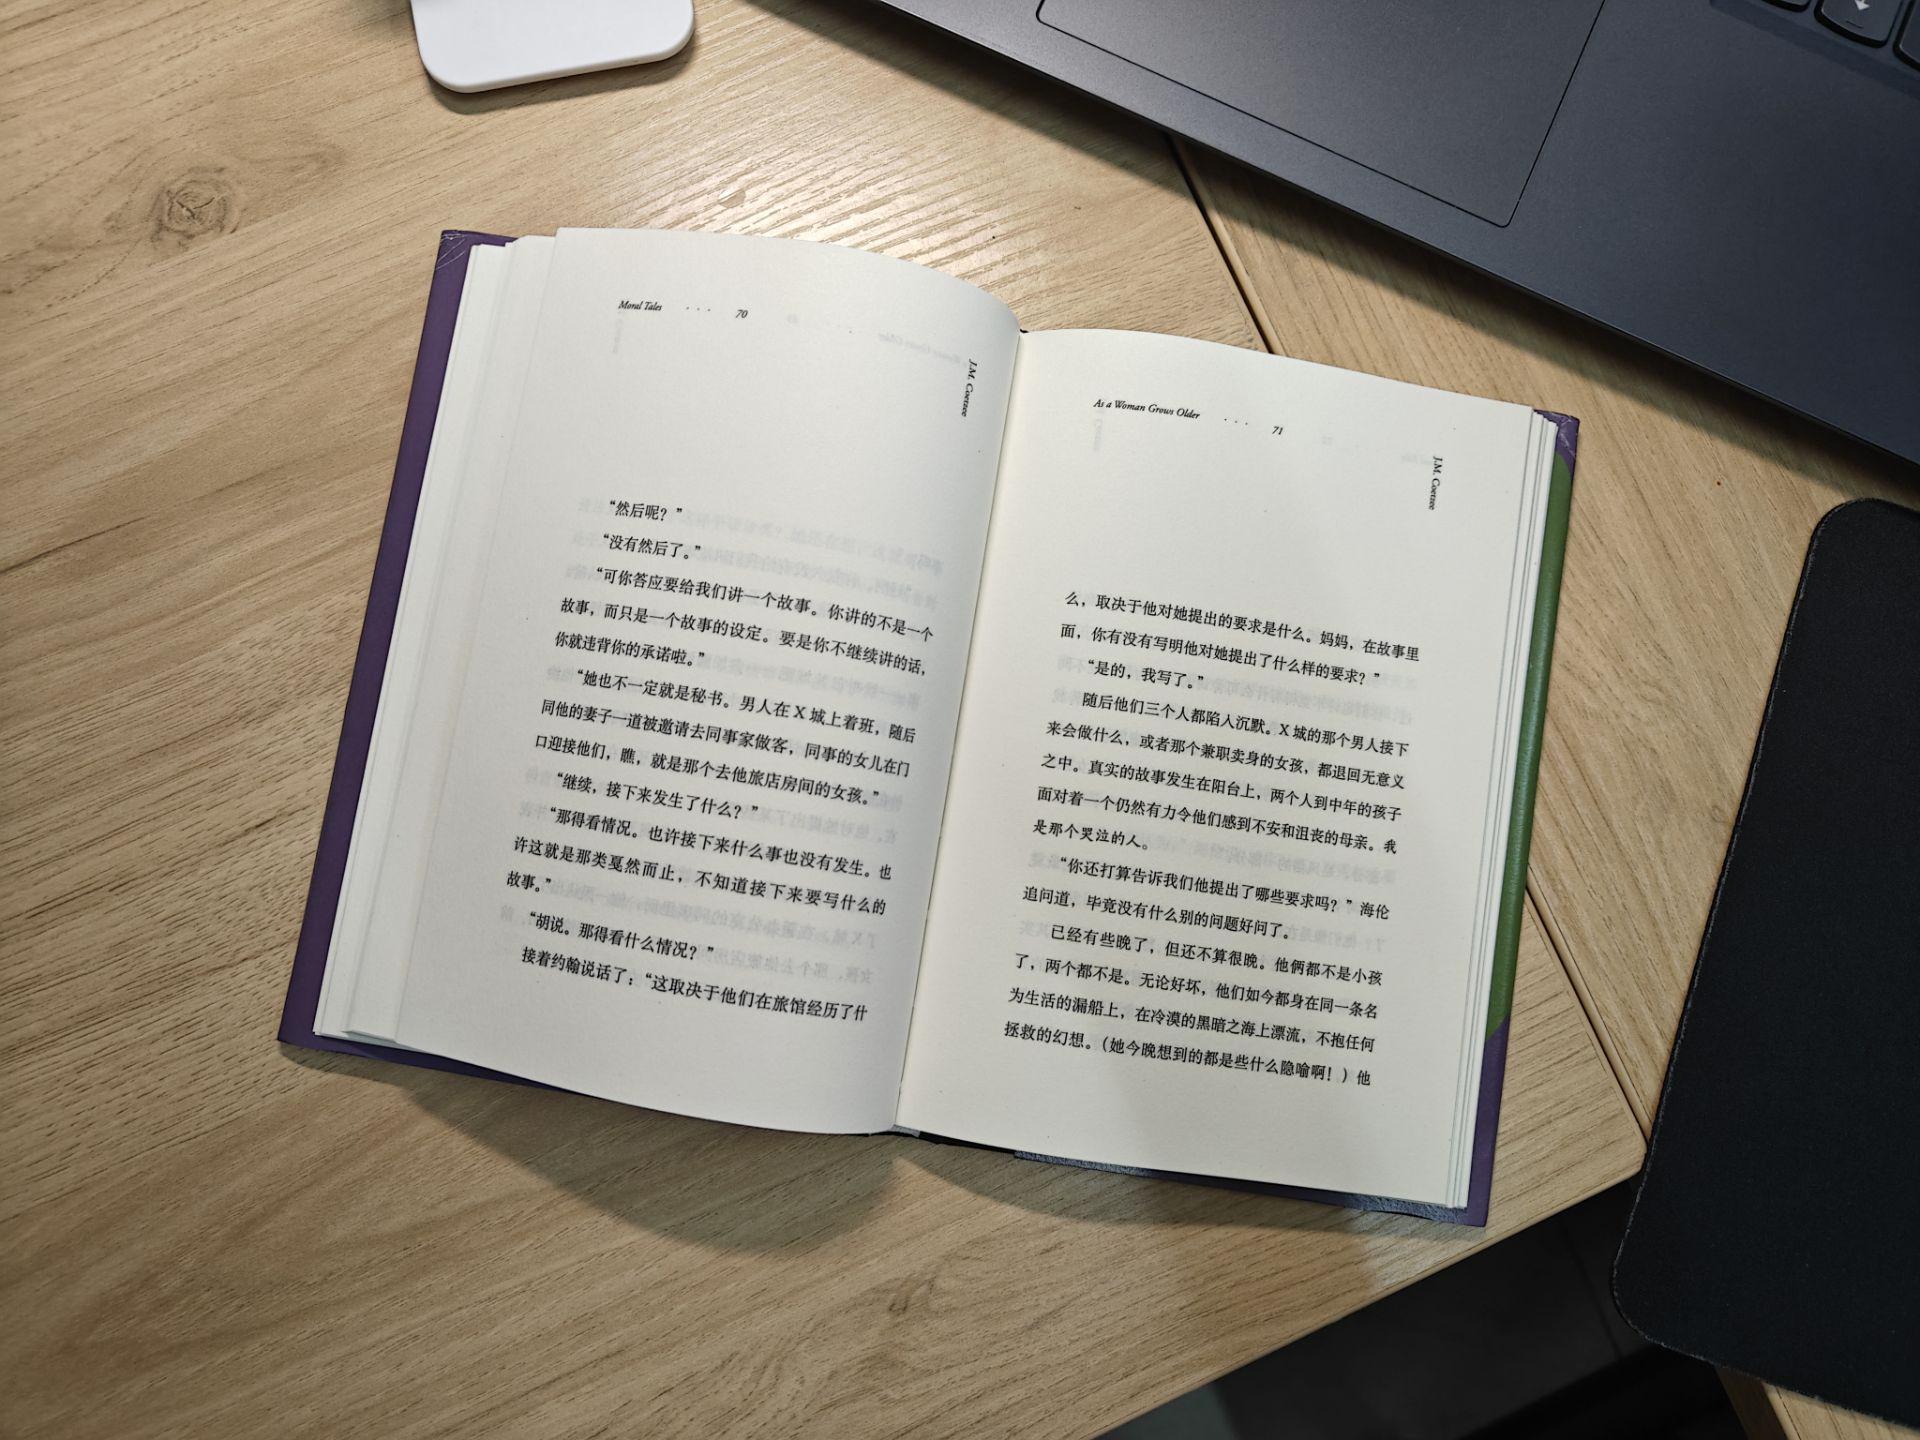 Moral Tales ··· 70
J.M. Coetzee
“然后呢？”
“没有然后了。”
“可你答应要给我们讲一个故事。你讲的不是一个
故事，而只是一个故事的设定。要是你不继续讲的话，
你就违背你的承诺啦。”
“她也不一定就是秘书。男人在 X 城上着班，随后
同他的妻子一道被邀请去同事家做客，同事的女儿在门
口迎接他们，瞧，就是那个去他旅店房间的女孩。”
“继续，接下来发生了什么？”
“那得看情况。也许接下来什么事也没有发生。也
许这就是那类戛然而止，不知道接下来要写什么的
故事。”
“胡说。那得看什么情况？”
接着约翰说话了：“这取决于他们在旅馆经历了什
As a Woman Grows Older ··· 71
J.M. Coetzee
么，取决于他对她提出的要求是什么。妈妈，在故事里
面，你有没有写明他对她提出了什么样的要求？”
“是的，我写了。”
随后他们三个人都陷入沉默。X 城的那个男人接下
来会做什么，或者那个兼职卖身的女孩，都退回无意义
之中。真实的故事发生在阳台上，两个人到中年的孩子
面对着一个仍然有力令他们感到不安和沮丧的母亲。我
是那个哭泣的人。
“你还打算告诉我们他提出了哪些要求吗？”海伦
追问道，毕竟没有什么别的问题好问了。
已经有些晚了，但还不算很晚。他俩都不是小孩
了，两个都不是。无论好坏，他们如今都身在同一条名
为生活的漏船上，在冷漠的黑暗之海上漂流，不抱任何
拯救的幻想。（她今晚想到的都是些什么隐喻啊！）他